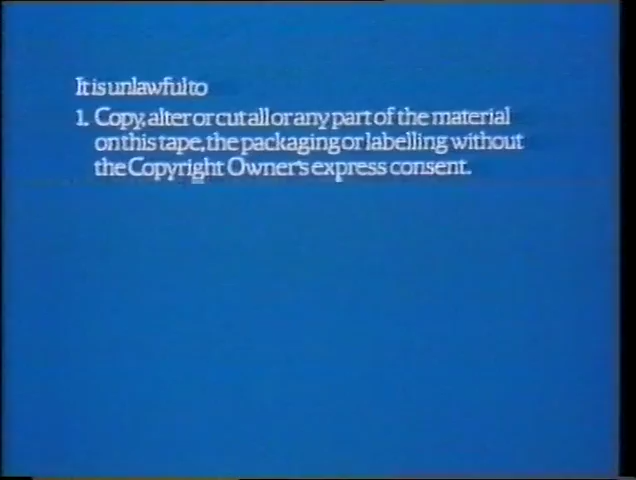 It is unlawful to
1. Copy, alter or cut all or any part of the material
on this tape, the packaging or labelling without
the Copyright Owner's express consent.